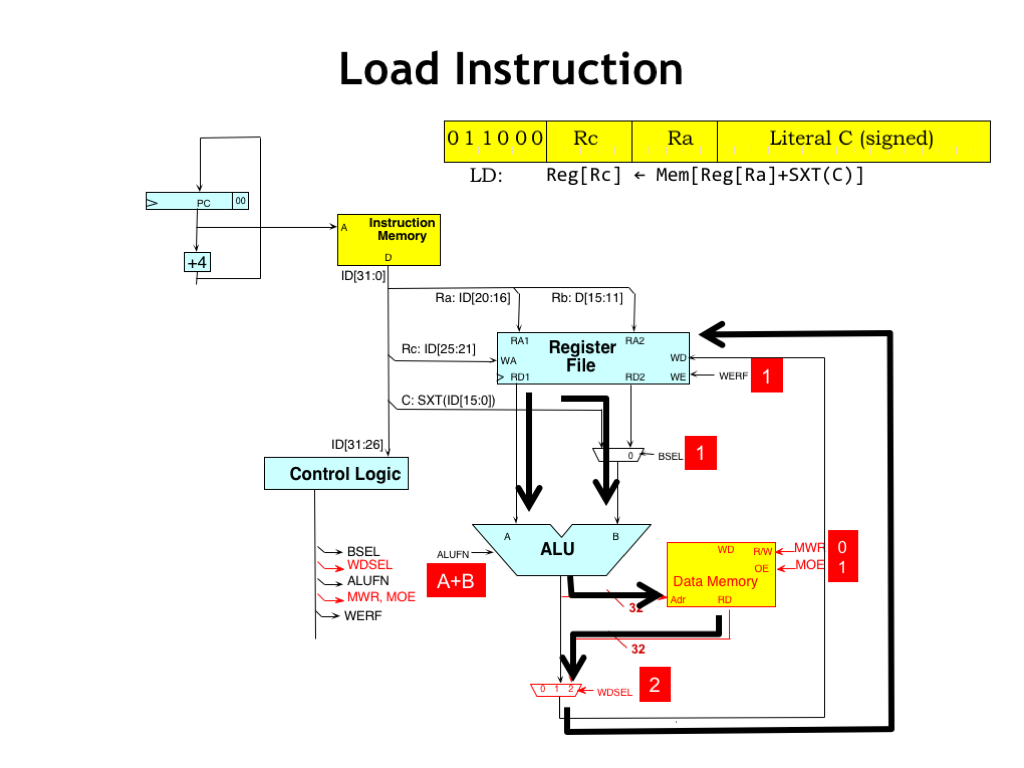 Load Instruction
0 1 1 0 0 0 Rc Ra Literal C (signed)
LD: Reg[Rc] ← Mem[Reg[Ra]+SXT(C)]
PC 00
+4
A Instruction
Memory
D
ID[31:0]
Ra: ID[20:16] Rb: D[15:11]
RA1 Register RA2
File
Rc: ID[25:21] WA WD
RD1 RD2 WE WERF 1
C: SXT(ID[15:0])
ID[31:26]
0 BSEL 1
Control Logic
A B
ALU
ALUFN
A+B
WD R/W MWR 0
OE MOE 1
Data Memory
Adr RD
32
BSEL
WDSEL
ALUFN
MWR, MOE
WERF
32
0 1 2 WDSEL 2